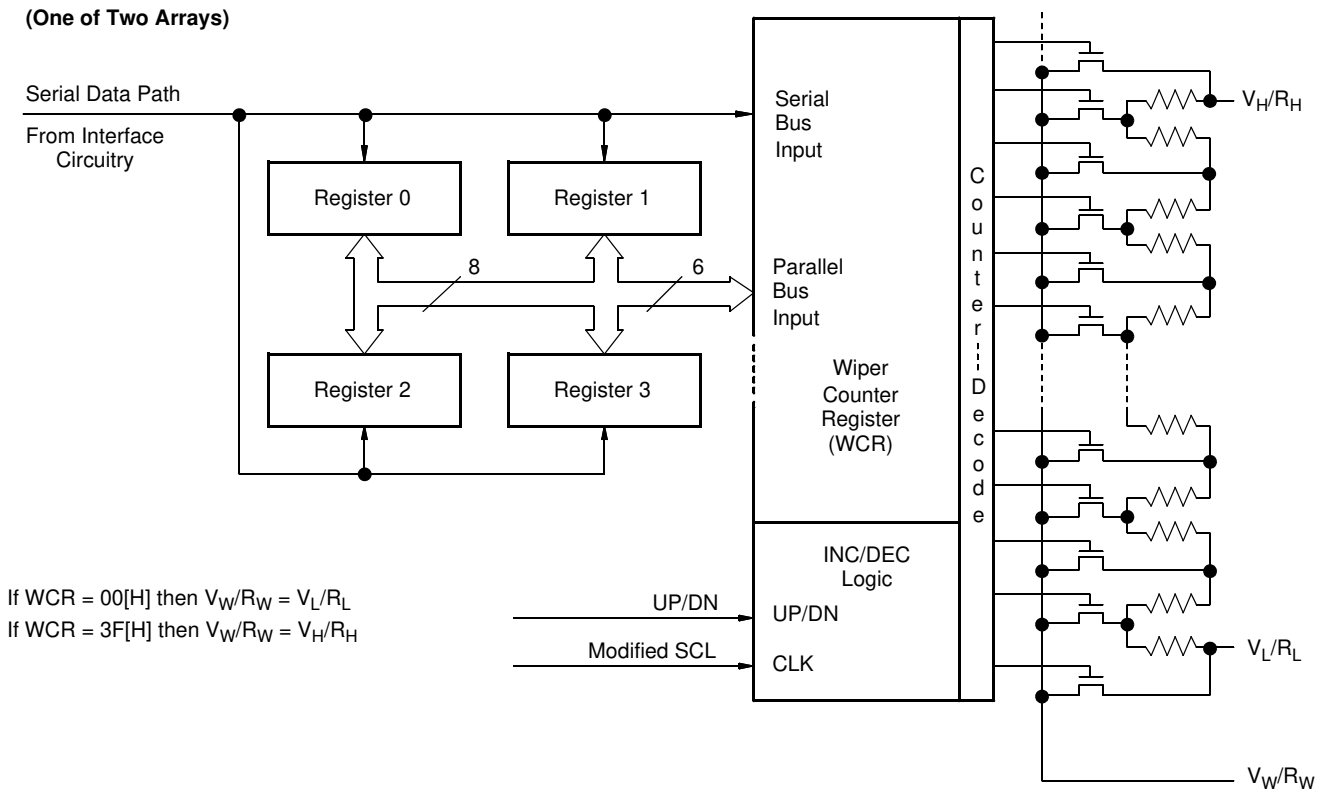 (One of Two Arrays)
Serial Data Path
From Interface
Circuitry
Register 0
Register 1
8
6
Register 2
Register 3
Serial
Bus
Input
Parallel
Bus
Input
Wiper
Counter
Register
(WCR)
INC/DEC
Logic
UP/DN
UP/DN
Modified SCL
CLK
Counter
Decode
If WCR = 00[H] then VW/RW = VL/RL
If WCR = 3F[H] then VW/RW = VH/RH
VH/RH
VL/RL
VW/RW